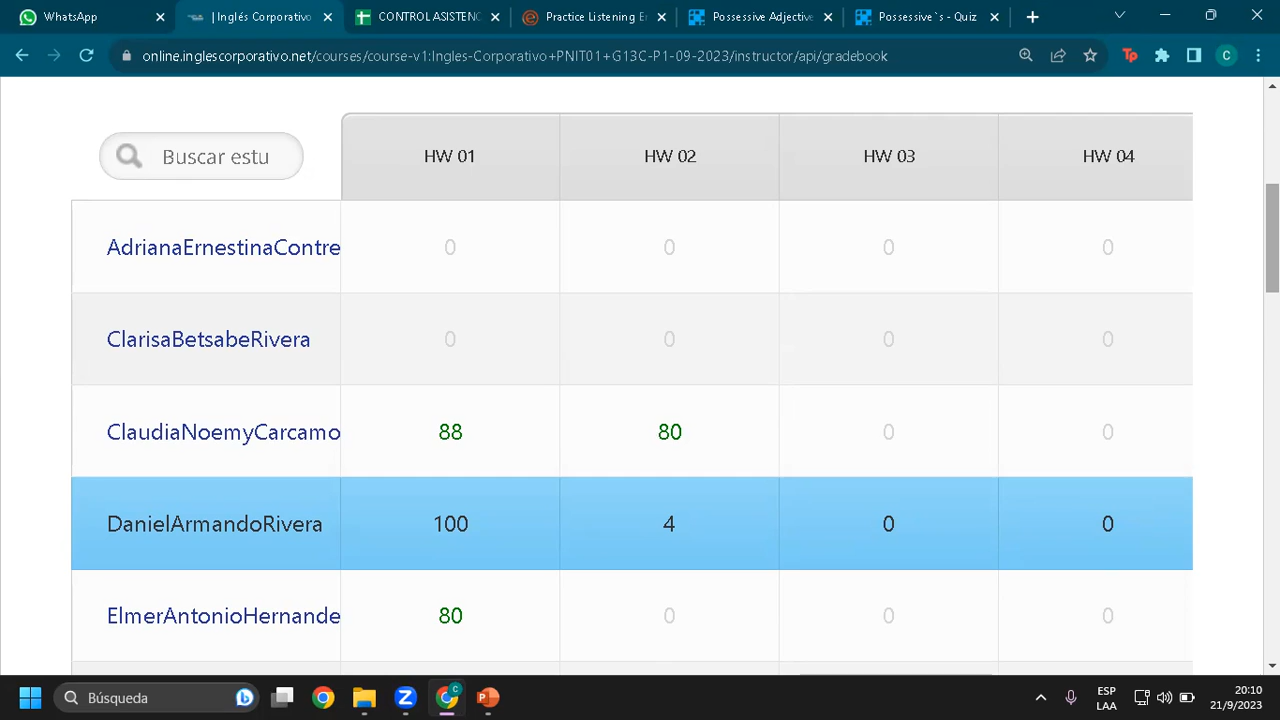 WhatsApp
| Inglés Corporativo
CONTROL ASISTENC
Practice Listening E
Possessive Adjective
Possessive`s - Quiz
online.inglescorporativo.net/courses/course-v1:Ingles-Corporativo+PNIT01+G13C-P1-09-2023/instructor/api/gradebook
Tp
C
Buscar estu
HW 01
HW 02
HW 03
HW 04
AdrianaErnestinaContre
0
0
0
0
ClarisaBetsabeRivera
0
0
0
0
ClaudiaNoemyCarcamo
88
80
0
0
DanielArmandoRivera
100
4
0
0
ElmerAntonioHernande
80
0
0
0
Búsqueda
C
ESP
LAA
20:10
21/9/2023